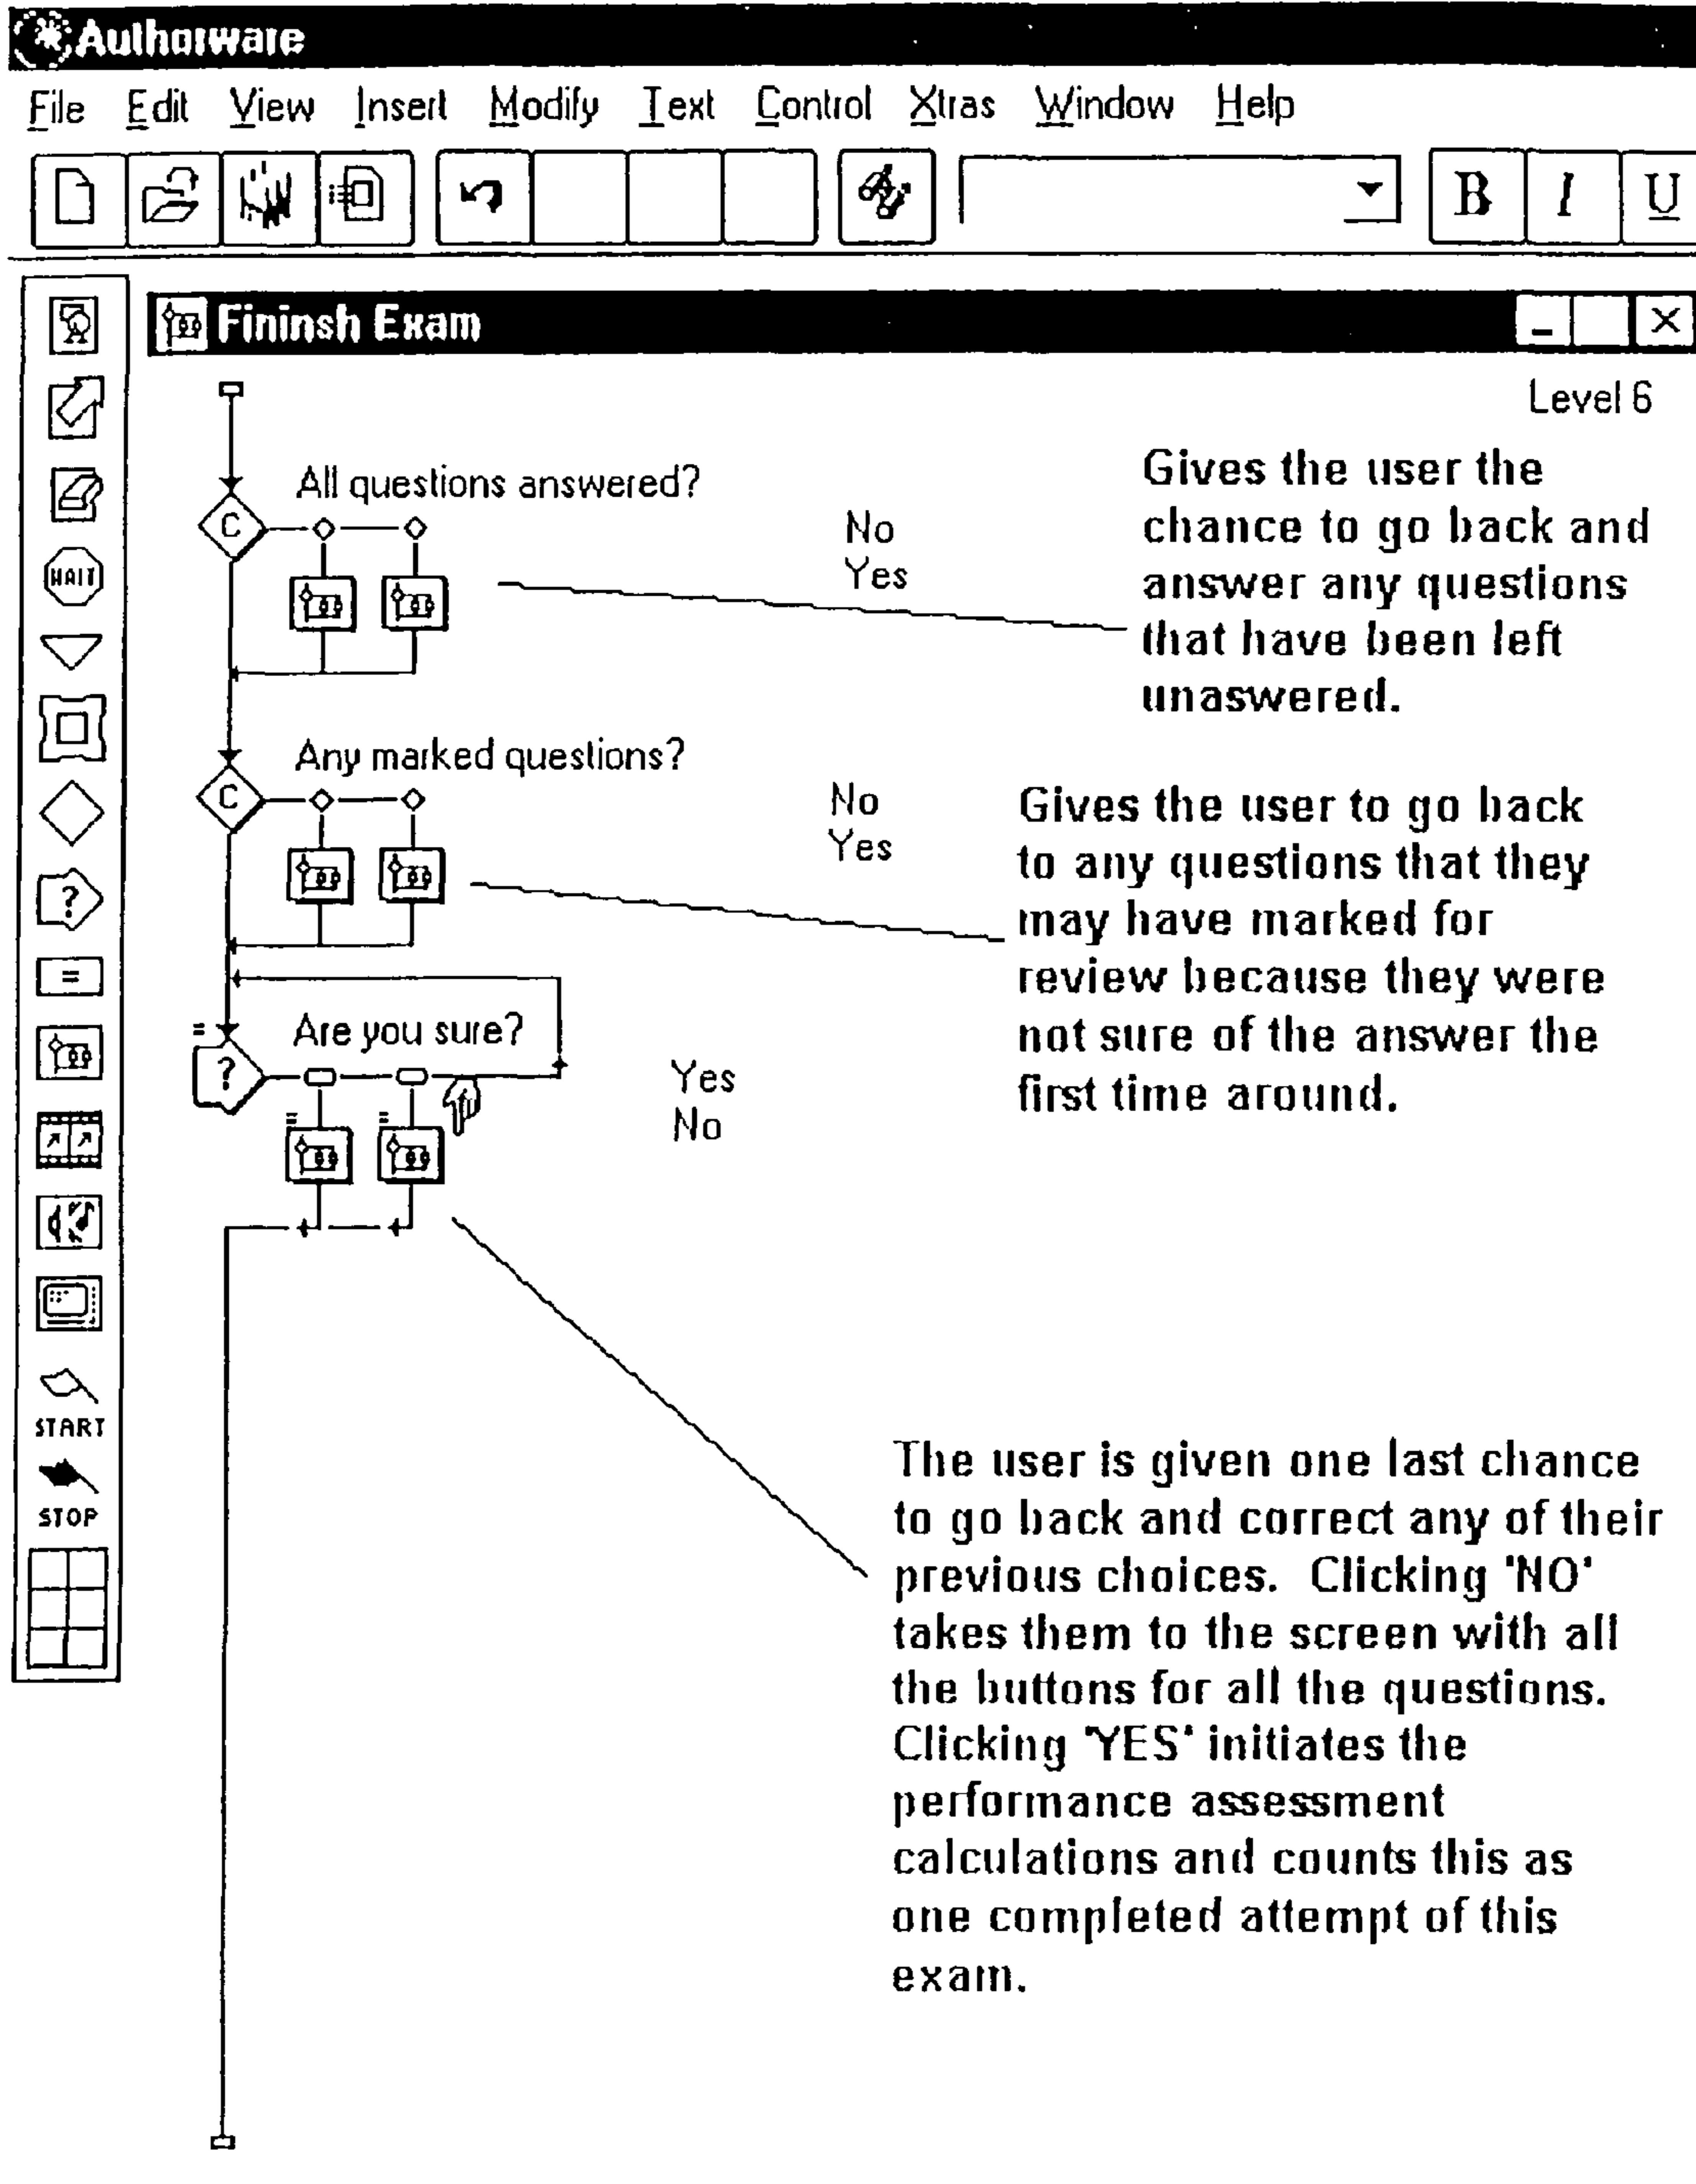 Authorware
File Edit View Insert Modify Text Control Xtras Window Help
B I U
Fininsh Exam
Level 6
All questions answered?
C
No
Yes
Gives the user the
chance to go back and
answer any questions
that have been left
unaswered.
WAIT
Any marked questions?
C
No
Yes
Gives the user to go back
to any questions that they
may have marked for
review because they were
not sure of the answer the
first time around.
?
=
= Are you sure?
?
Yes
No
= =
START
STOP
The user is given one last chance
to go back and correct any of their
previous choices. Clicking 'NO'
takes them to the screen with all
the buttons for all the questions.
Clicking 'YES' initiates the
performance assessment
calculations and counts this as
one completed attempt of this
exam.